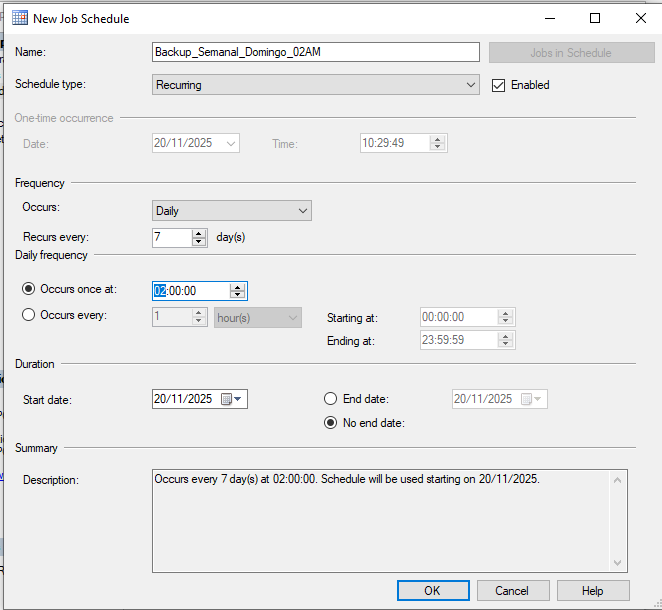 New Job Schedule
Name: Backup_Semanal_Domingo_02AM Jobs in Schedule
Schedule type: Recurring Enabled
One-time occurrence
Date: 20/11/2025 Time: 10:29:49
Frequency
Occurs: Daily
Recurs every: 7 day(s)
Daily frequency
Occurs once at: 02:00:00
Occurs every: 1 hour(s) Starting at: 00:00:00
Ending at: 23:59:59
Duration
Start date: 20/11/2025 End date: 20/11/2025
No end date:
Summary
Description: Occurs every 7 day(s) at 02:00:00. Schedule will be used starting on 20/11/2025.
OK Cancel Help